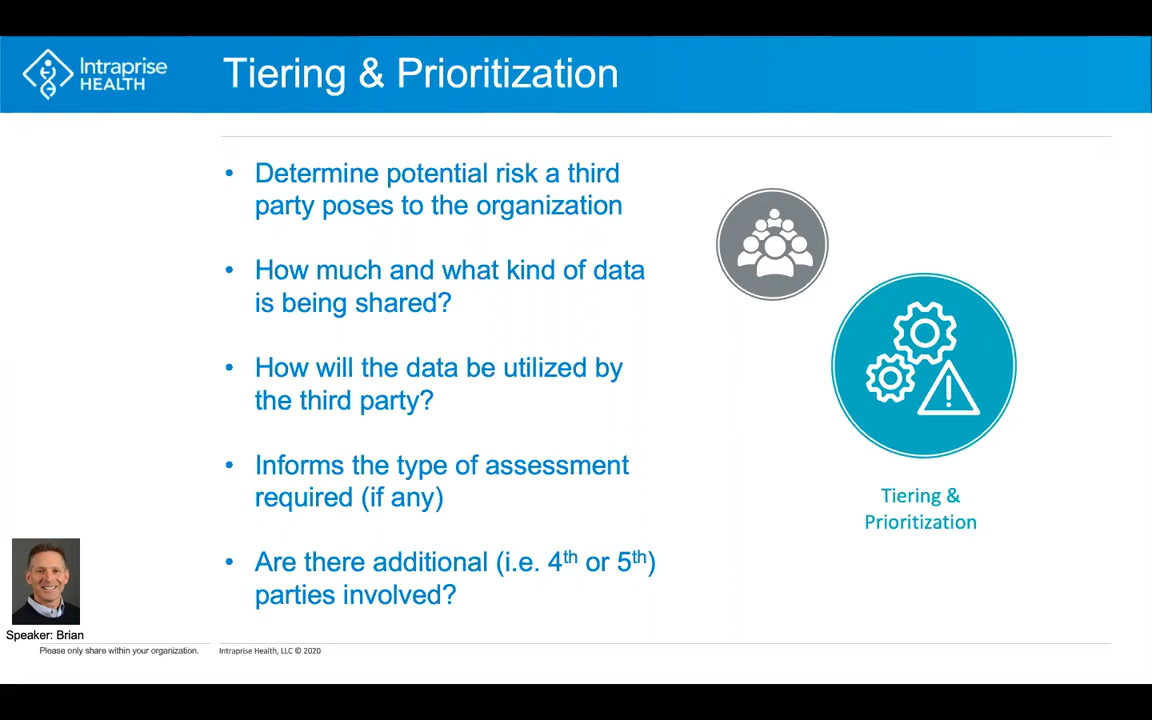 Intraprise
HEALTH
Tiering & Prioritization
• Determine potential risk a third
party poses to the organization
• How much and what kind of data
is being shared?
• How will the data be utilized by
the third party?
• Informs the type of assessment
required (if any)
• Are there additional (i.e. 4th or 5th)
parties involved?
Tiering &
Prioritization
Speaker: Brian
Please only share within your organization.
Intraprise Health, LLC © 2020